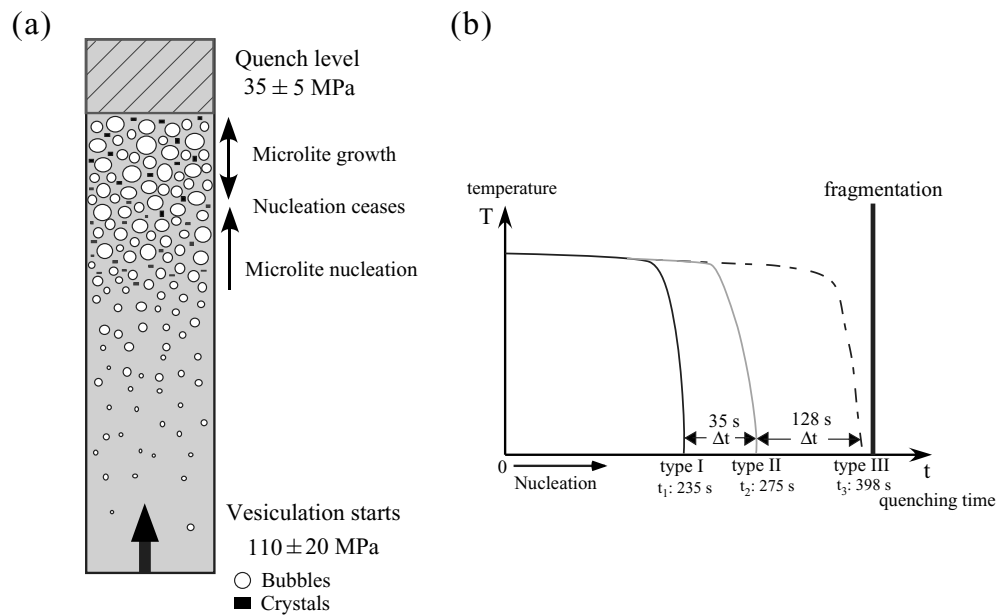 (a)
Quench level
35 ± 5 MPa
Microlite growth
Nucleation ceases
Microlite nucleation
Vesiculation starts
110 ± 20 MPa
Bubbles
Crystals
(b)
temperature
T
fragmentation
35 s
Δt
128 s
Δt
0
Nucleation
type I
t₁: 235 s
type II
t₂: 275 s
type III
t₃: 398 s
t
quenching time